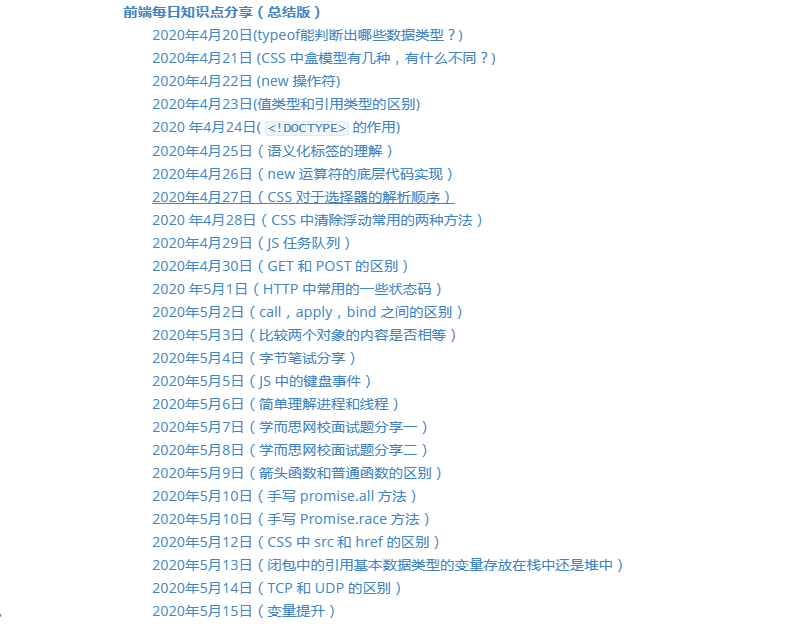 前端每日知识点分享（总结版）
2020年4月20日(typeof能判断出哪些数据类型？)
2020年4月21日 (CSS 中盒模型有几种，有什么不同？)
2020年4月22日 (new 操作符)
2020年4月23日(值类型和引用类型的区别)
2020 年4月24日( <!DOCTYPE> 的作用)
2020年4月25日（语义化标签的理解）
2020年4月26日（new 运算符的底层代码实现）
2020年4月27日（CSS 对于选择器的解析顺序）
2020 年4月28日（CSS 中清除浮动常用的两种方法）
2020年4月29日（JS 任务队列）
2020年4月30日（GET 和 POST 的区别）
2020 年5月1日（HTTP 中常用的一些状态码）
2020年5月2日（call，apply，bind 之间的区别）
2020年5月3日（比较两个对象的内容是否相等）
2020年5月4日（字节笔试分享）
2020年5月5日（JS 中的键盘事件）
2020年5月6日（简单理解进程和线程）
2020年5月7日（学而思网校面试题分享一）
2020年5月8日（学而思网校面试题分享二）
2020年5月9日（箭头函数和普通函数的区别）
2020年5月10日（手写 promise.all 方法）
2020年5月10日（手写 Promise.race 方法）
2020年5月12日（CSS 中 src 和 href 的区别）
2020年5月13日（闭包中的引用基本数据类型的变量存放在栈中还是堆中）
2020年5月14日（TCP 和 UDP 的区别）
2020年5月15日（变量提升）